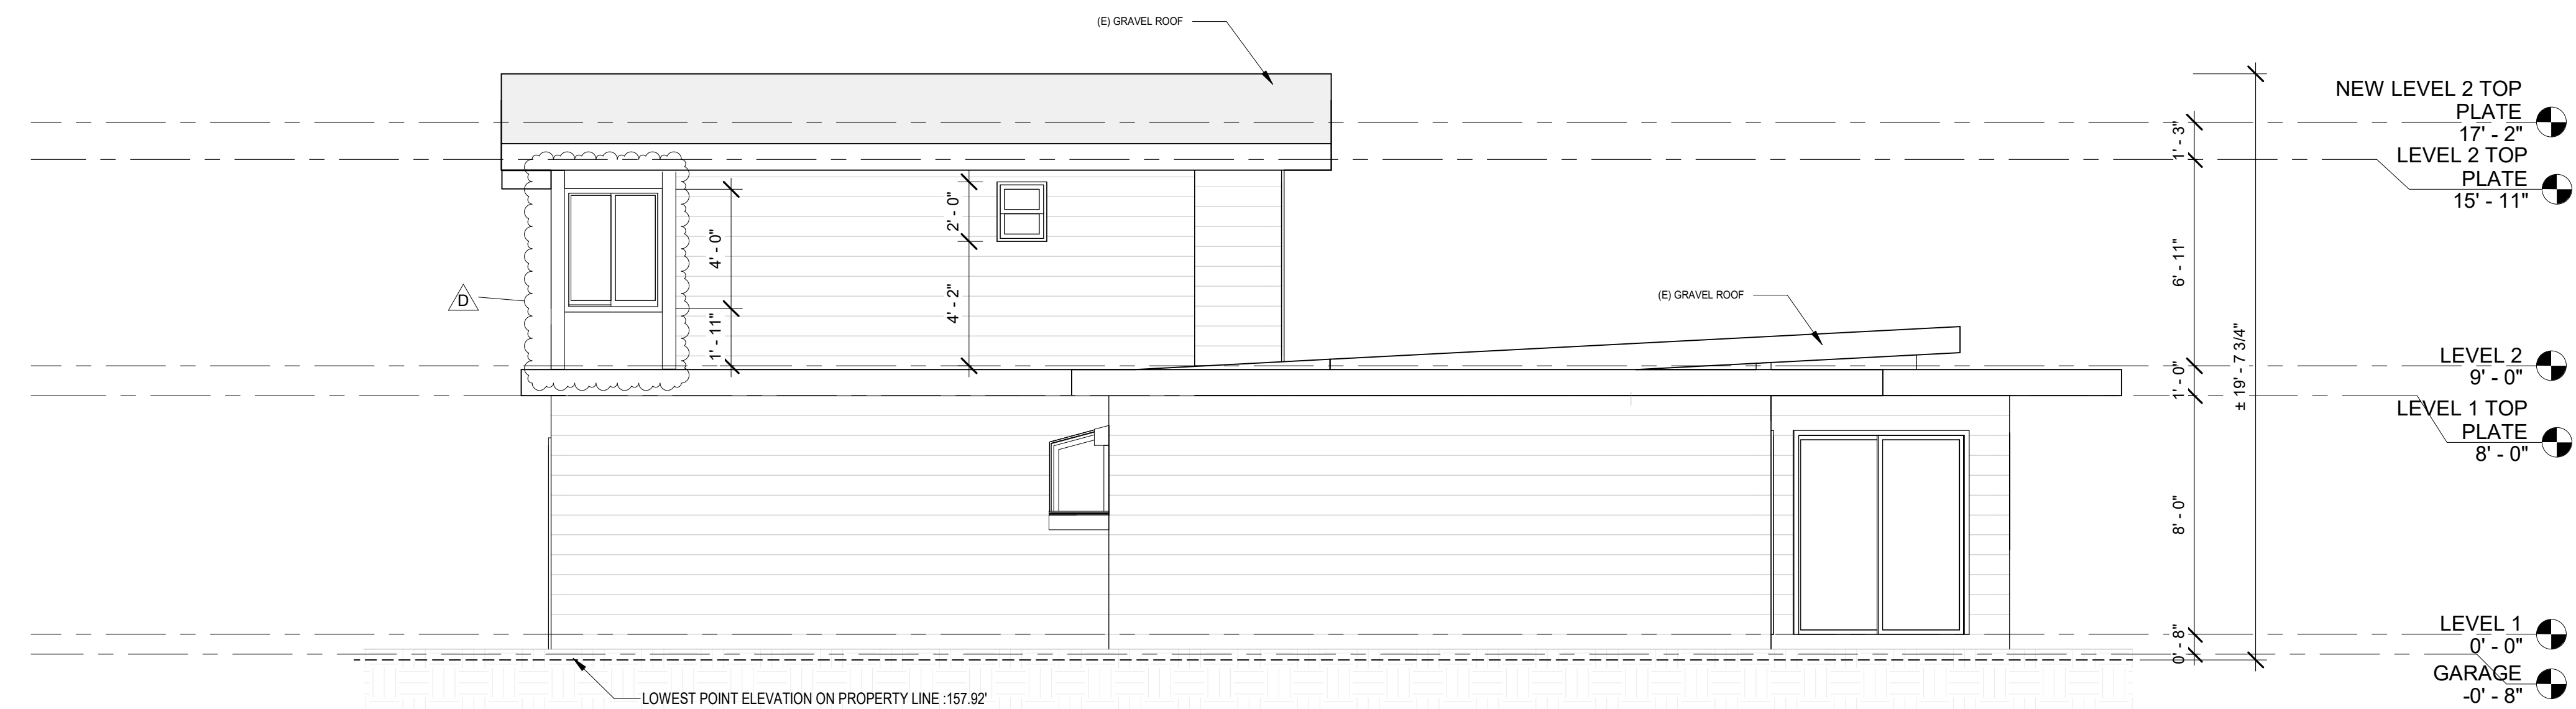 (E) GRAVEL ROOF
NEW LEVEL 2 TOP
PLATE
17' - 2"
LEVEL 2 TOP
PLATE
15' - 11"
1' - 3"
2' - 0"
4' - 0"
6' - 11"
D
4' - 2"
(E) GRAVEL ROOF
1' - 11"
± 19' - 7 3/4"
LEVEL 2
9' - 0"
1' - 0"
LEVEL 1 TOP
PLATE
8' - 0"
8' - 0"
LEVEL 1
0' - 0"
0' - 8"
GARAGE
-0' - 8"
LOWEST POINT ELEVATION ON PROPERTY LINE :157.92'